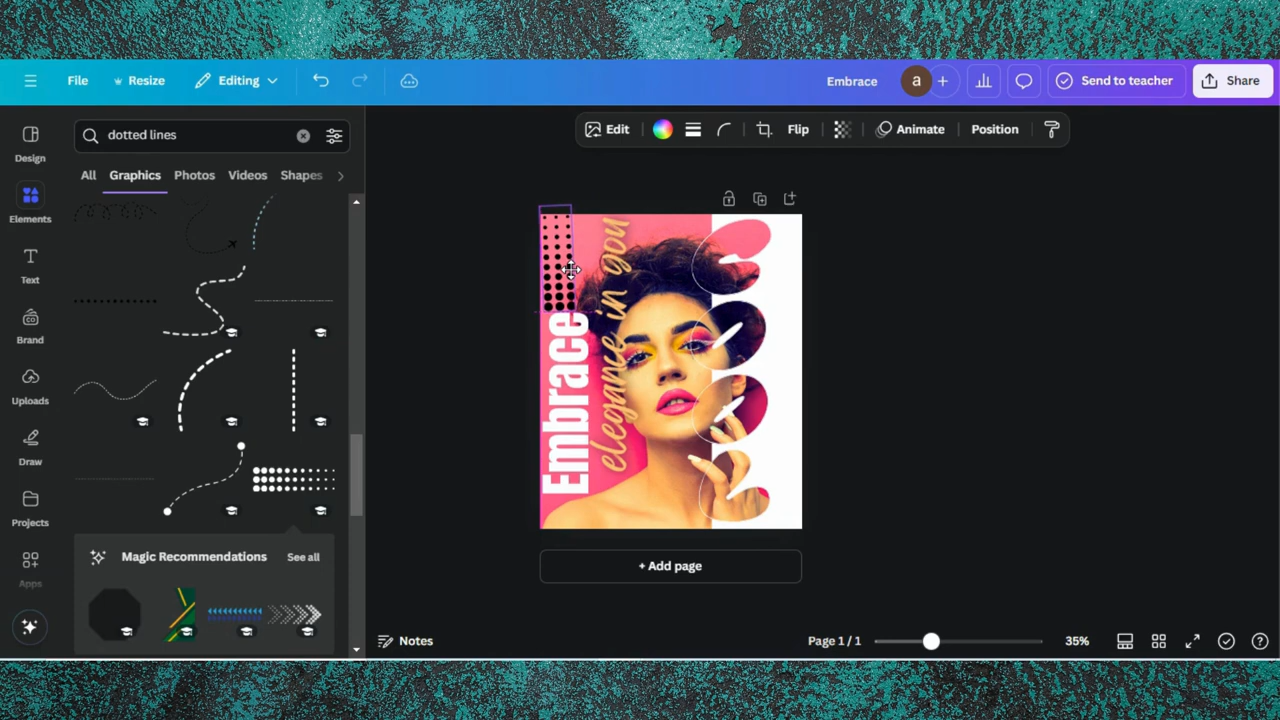 File
Resize
Editing
Embrace
a
+
Send to teacher
Share
Design
Elements
Text
Brand
Uploads
Draw
Projects
Apps
dotted lines
All
Graphics
Photos
Videos
Shapes
Magic Recommendations
See all
Edit
Flip
Animate
Position
Embrace
elegance in you
+ Add page
Notes
Page 1 / 1
35%